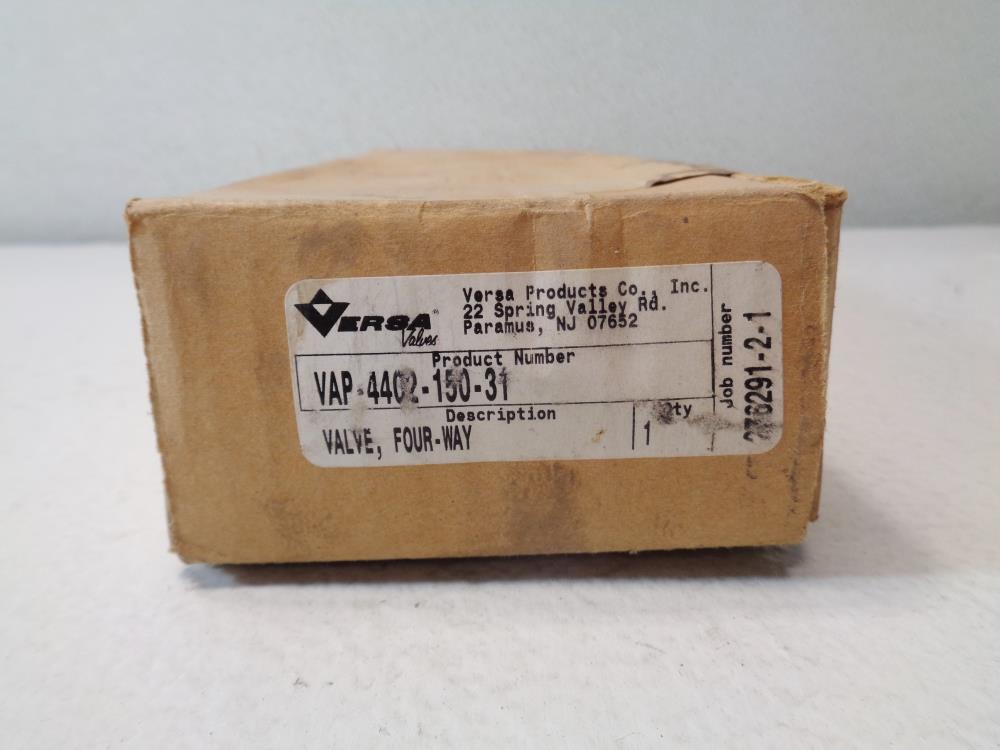 VERSA
Valves
Versa Products Co., Inc.
22 Spring Valley Rd.
Paramus, NJ 07652
Product Number
VAP-4402-150-31
Description
VALVE, FOUR-WAY
Qty
1
Job number
276291-2-1